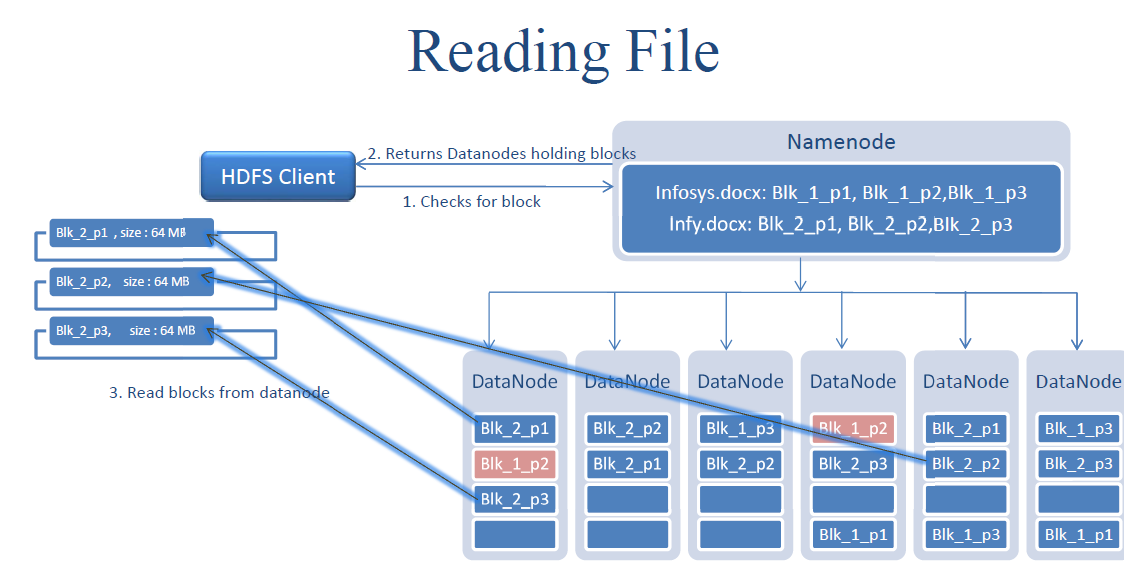 Reading File
Namenode
2. Returns Datanodes holding blocks
HDFS Client
1. Checks for block
Infosys.docx: Blk_1_p1, Blk_1_p2,Blk_1_p3
Infy.docx: Blk_2_p1, Blk_2_p2,Blk_2_p3
Blk_2_p1 , size : 64 MB
Blk_2_p2, size : 64 MB
Blk_2_p3, size : 64 MB
3. Read blocks from datanode
DataNode
Blk_2_p1
Blk_1_p2
Blk_2_p3
DataNode
Blk_2_p2
Blk_2_p1
DataNode
Blk_1_p3
Blk_2_p2
DataNode
Blk_1_p2
Blk_2_p3
Blk_1_p1
DataNode
Blk_2_p1
Blk_2_p2
Blk_1_p3
DataNode
Blk_1_p3
Blk_2_p3
Blk_1_p1